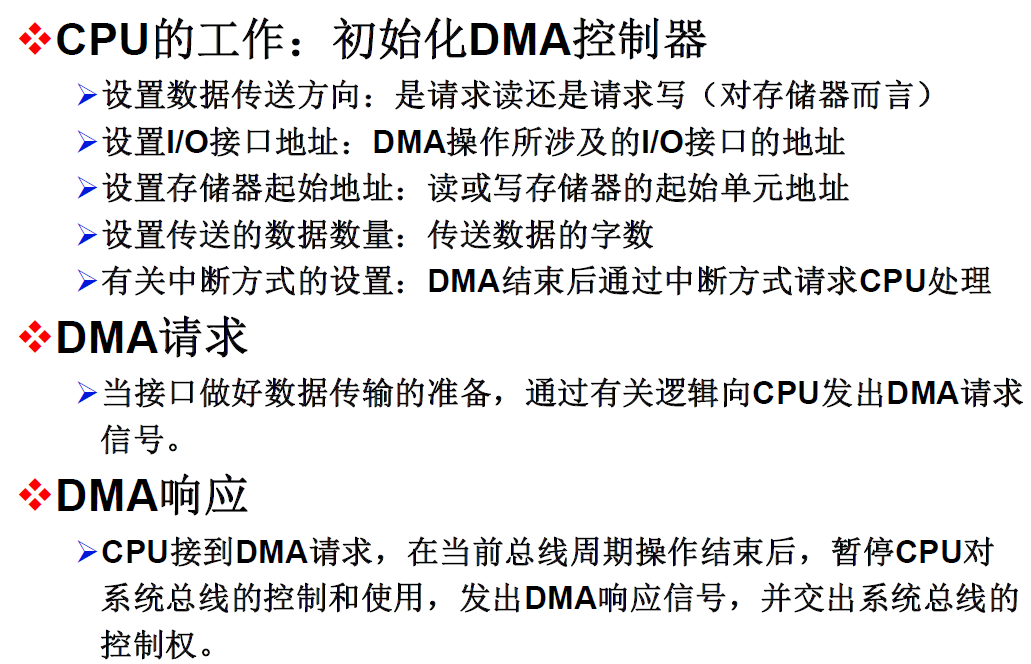 CPU的工作：初始化DMA控制器
设置数据传送方向：是请求读还是请求写（对存储器而言）
设置I/O接口地址：DMA操作所涉及的I/O接口的地址
设置存储器起始地址：读或写存储器的起始单元地址
设置传送的数据数量：传送数据的字数
有关中断方式的设置：DMA结束后通过中断方式请求CPU处理
DMA请求
当接口做好数据传输的准备，通过有关逻辑向CPU发出DMA请求
信号。
DMA响应
CPU接到DMA请求，在当前总线周期操作结束后，暂停CPU对
系统总线的控制和使用，发出DMA响应信号，并交出系统总线的
控制权。